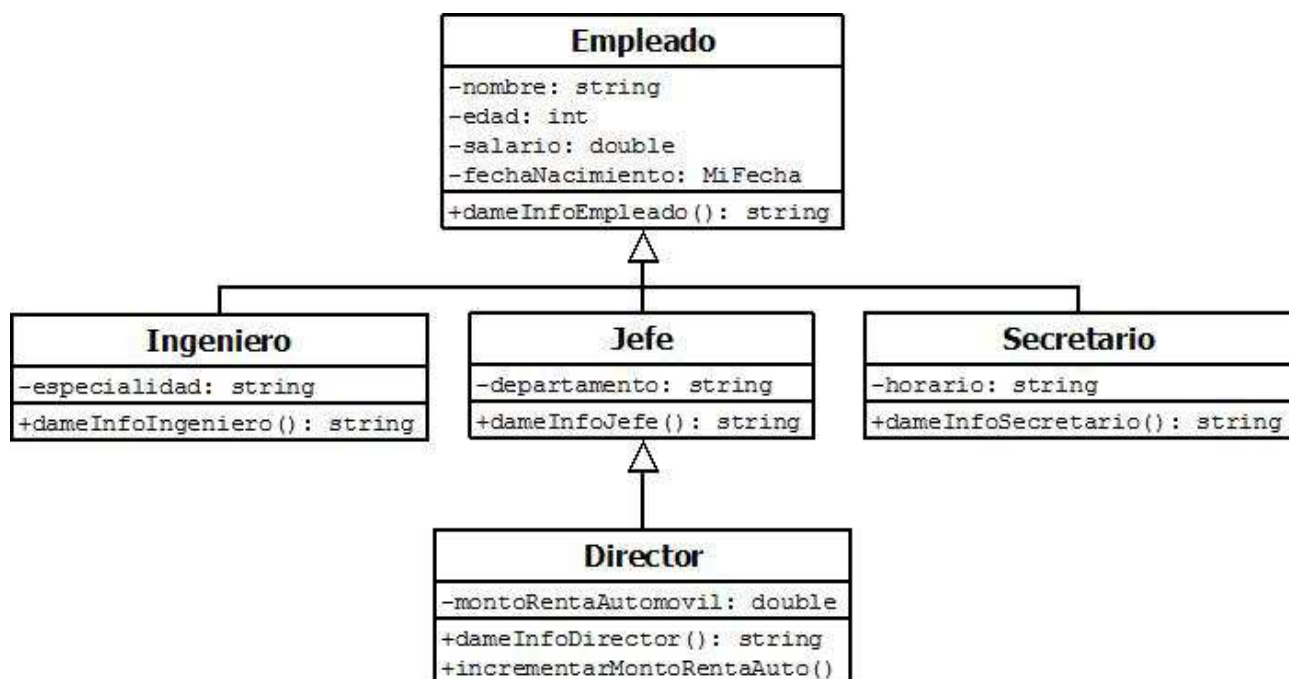 Empleado
-nombre: string
-edad: int
-salario: double
-fechaNacimiento: MiFecha
+dameInfoEmpleado(): string
Ingeniero
-especialidad: string
+dameInfoIngeniero(): string
Jefe
-departamento: string
+dameInfoJefe(): string
Secretario
-horario: string
+dameInfoSecretario(): string
Director
-montoRentaAutomovil: double
+dameInfoDirector(): string
+incrementarMontoRentaAuto()